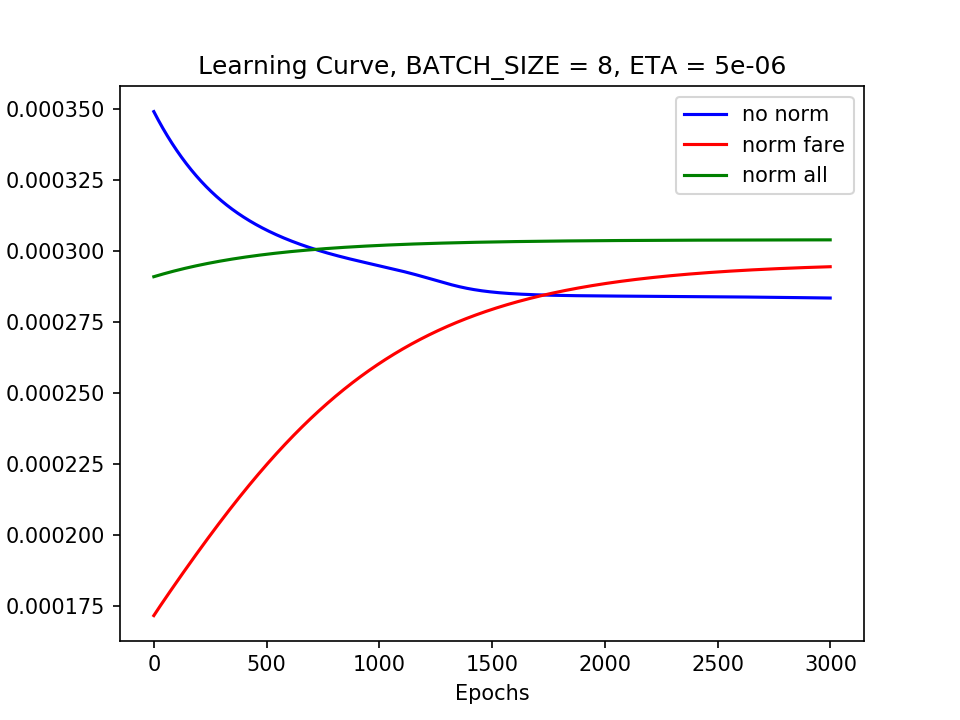 Learning Curve, BATCH_SIZE = 8, ETA = 5e-06
no norm
norm fare
norm all
0.000350
0.000325
0.000300
0.000275
0.000250
0.000225
0.000200
0.000175
0 500 1000 1500 2000 2500 3000
Epochs